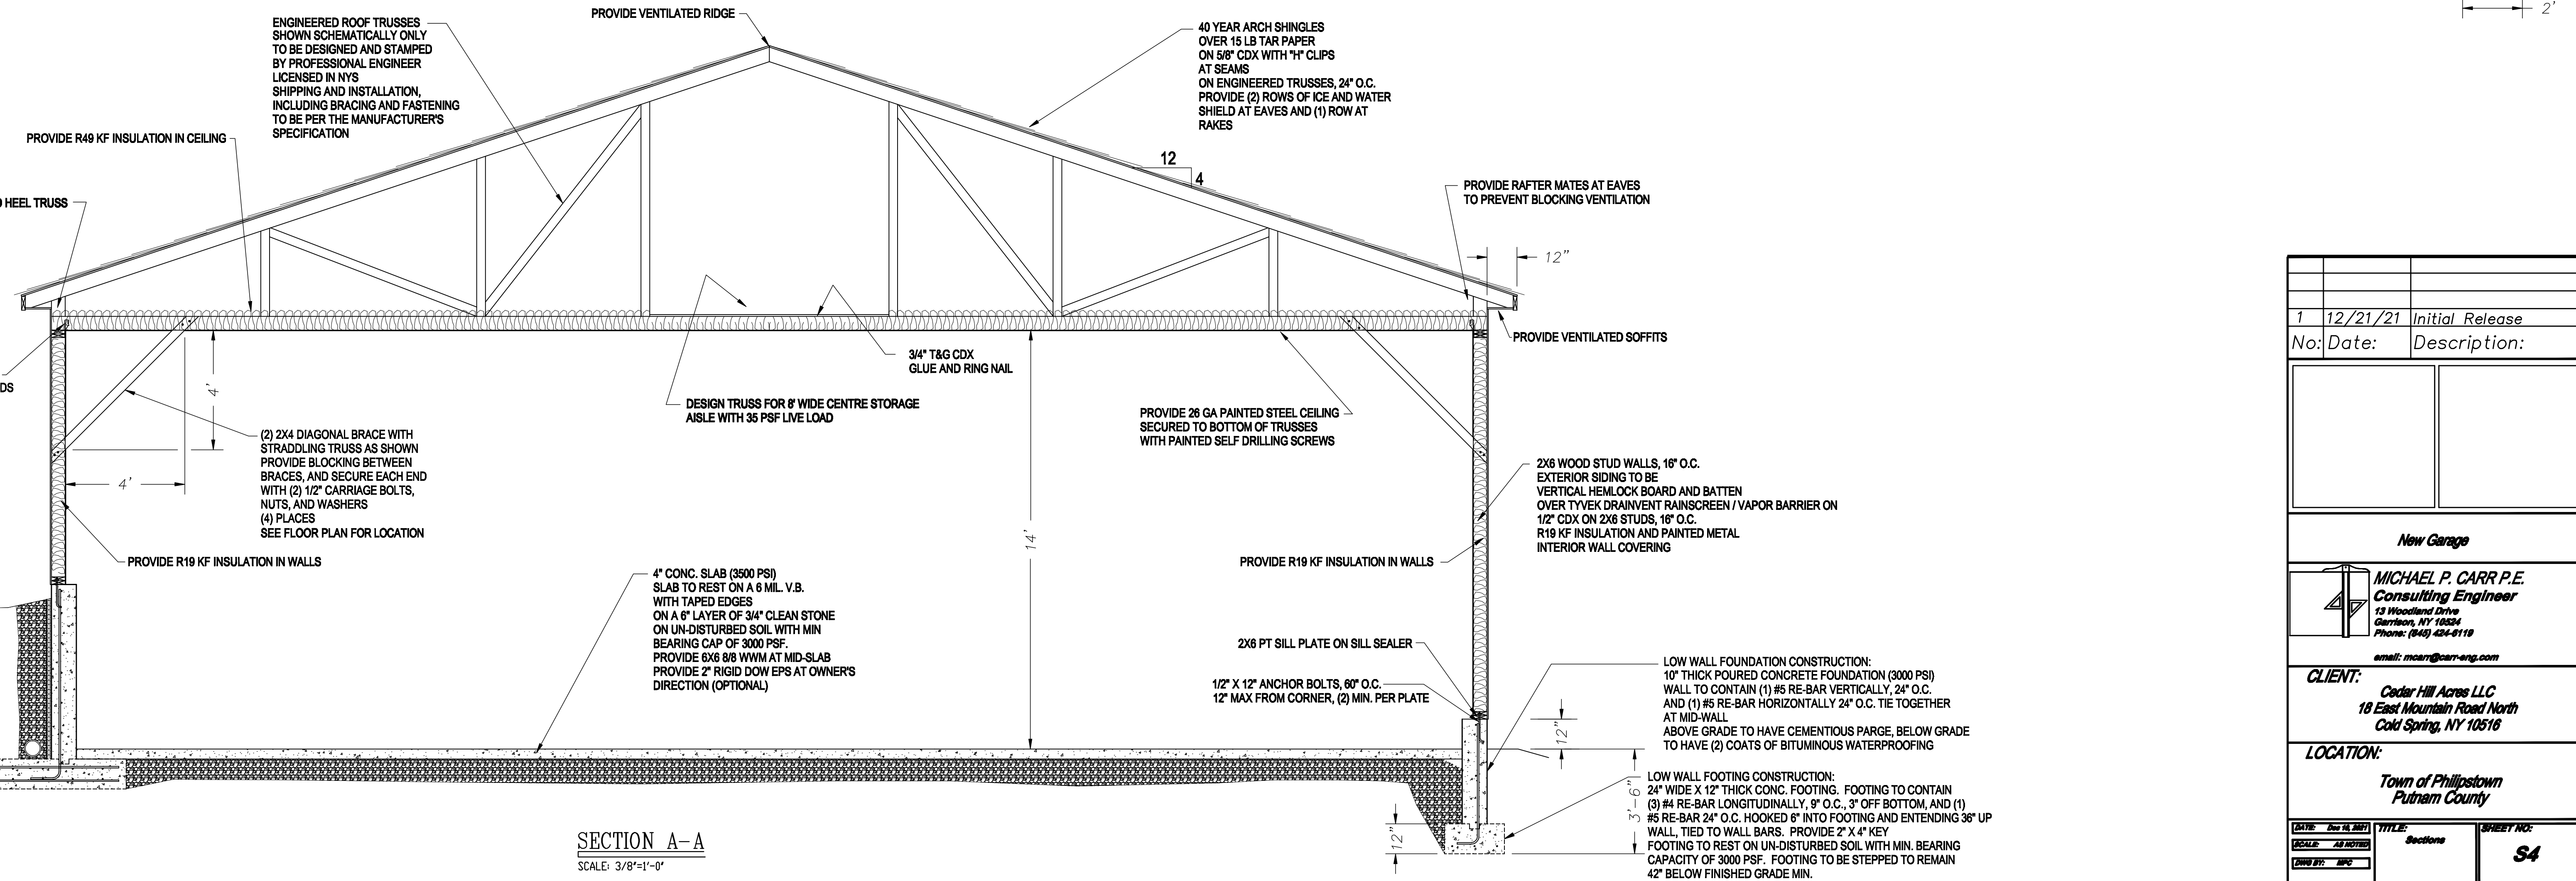 2'
PROVIDE VENTILATED RIDGE
ENGINEERED ROOF TRUSSES
SHOWN SCHEMATICALLY ONLY
TO BE DESIGNED AND STAMPED
BY PROFESSIONAL ENGINEER
LICENSED IN NYS
SHIPPING AND INSTALLATION,
INCLUDING BRACING AND FASTENING
TO BE PER THE MANUFACTURER'S
SPECIFICATION
40 YEAR ARCH SHINGLES
OVER 15 LB TAR PAPER
ON 5/8" CDX WITH "H" CLIPS
AT SEAMS
ON ENGINEERED TRUSSES, 24" O.C.
PROVIDE (2) ROWS OF ICE AND WATER
SHIELD AT EAVES AND (1) ROW AT
RAKES
PROVIDE R49 KF INSULATION IN CEILING
12
4
PROVIDE RAFTER MATES AT EAVES
TO PREVENT BLOCKING VENTILATION
HEEL TRUSS
12"
PROVIDE VENTILATED SOFFITS
3/4" T&G CDX
GLUE AND RING NAIL
DS
4'
DESIGN TRUSS FOR 8' WIDE CENTRE STORAGE
AISLE WITH 35 PSF LIVE LOAD
PROVIDE 26 GA PAINTED STEEL CEILING
SECURED TO BOTTOM OF TRUSSES
WITH PAINTED SELF DRILLING SCREWS
(2) 2X4 DIAGONAL BRACE WITH
STRADDLING TRUSS AS SHOWN
PROVIDE BLOCKING BETWEEN
BRACES, AND SECURE EACH END
WITH (2) 1/2" CARRIAGE BOLTS,
NUTS, AND WASHERS
(4) PLACES
SEE FLOOR PLAN FOR LOCATION
4'
2X6 WOOD STUD WALLS, 16" O.C.
EXTERIOR SIDING TO BE
VERTICAL HEMLOCK BOARD AND BATTEN
OVER TYVEK DRAINVENT RAINSCREEN / VAPOR BARRIER ON
1/2" CDX ON 2X6 STUDS, 16" O.C.
R19 KF INSULATION AND PAINTED METAL
INTERIOR WALL COVERING
14'
PROVIDE R19 KF INSULATION IN WALLS
PROVIDE R19 KF INSULATION IN WALLS
4" CONC. SLAB (3500 PSI)
SLAB TO REST ON A 6 MIL. V.B.
WITH TAPED EDGES
ON A 6" LAYER OF 3/4" CLEAN STONE
ON UN-DISTURBED SOIL WITH MIN
BEARING CAP OF 3000 PSF.
PROVIDE 6X6 8/8 WWM AT MID-SLAB
PROVIDE 2" RIGID DOW EPS AT OWNER'S
DIRECTION (OPTIONAL)
2X6 PT SILL PLATE ON SILL SEALER
1/2" X 12" ANCHOR BOLTS, 60" O.C.
12" MAX FROM CORNER, (2) MIN. PER PLATE
LOW WALL FOUNDATION CONSTRUCTION:
10" THICK POURED CONCRETE FOUNDATION (3000 PSI)
WALL TO CONTAIN (1) #5 RE-BAR VERTICALLY, 24" O.C.
AND (1) #5 RE-BAR HORIZONTALLY 24" O.C. TIE TOGETHER
AT MID-WALL
ABOVE GRADE TO HAVE CEMENTIOUS PARGE, BELOW GRADE
TO HAVE (2) COATS OF BITUMINOUS WATERPROOFING
12"
3'-6"
12"
LOW WALL FOOTING CONSTRUCTION:
24" WIDE X 12" THICK CONC. FOOTING. FOOTING TO CONTAIN
(3) #4 RE-BAR LONGITUDINALLY, 9" O.C., 3" OFF BOTTOM, AND (1)
#5 RE-BAR 24" O.C. HOOKED 6" INTO FOOTING AND ENTENDING 36" UP
WALL, TIED TO WALL BARS. PROVIDE 2" X 4" KEY
FOOTING TO REST ON UN-DISTURBED SOIL WITH MIN. BEARING
CAPACITY OF 3000 PSF. FOOTING TO BE STEPPED TO REMAIN
42" BELOW FINISHED GRADE MIN.
SECTION A-A
SCALE: 3/8"=1'-0"
1 12/21/21 Initial Release
No: Date: Description:
New Garage
MICHAEL P. CARR P.E.
Consulting Engineer
13 Woodland Drive
Garrison, NY 10524
Phone: (845) 424-6119
email: mcarr@carr-eng.com
CLIENT:
Cedar Hill Acres LLC
18 East Mountain Road North
Cold Spring, NY 10516
LOCATION:
Town of Philipstown
Putnam County
DATE: Dec 16, 2021
SCALE: AS NOTED
DWG BY: MPC
TITLE:
Sections
SHEET NO:
S4